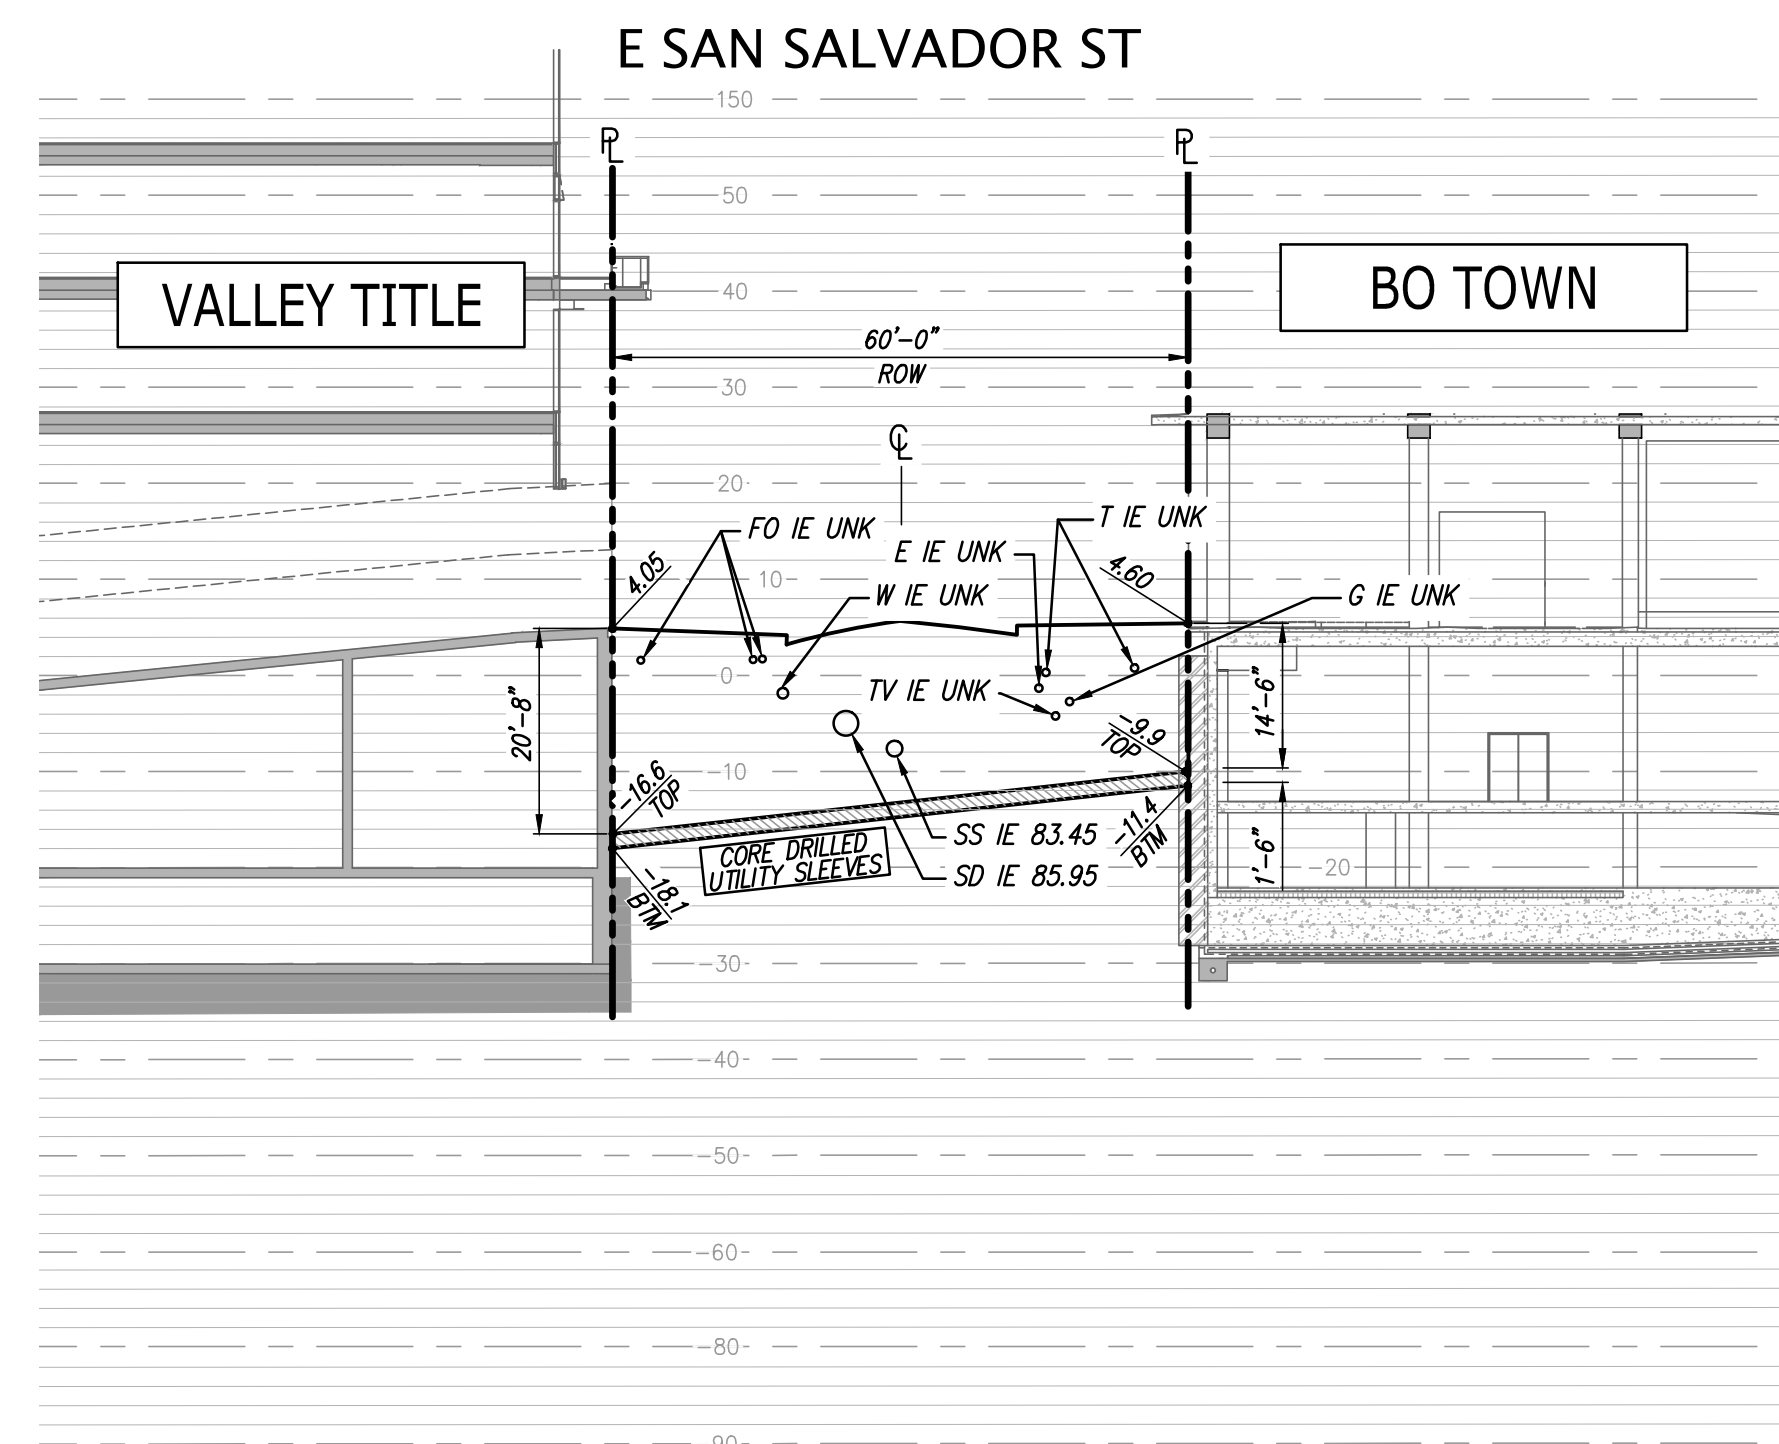 E SAN SALVADOR ST
150
PL
PL
50
VALLEY TITLE
BO TOWN
40
60'-0"
ROW
30
CL
20
FO IE UNK
T IE UNK
E IE UNK
4.05
10
4.60
W IE UNK
G IE UNK
0
TV IE UNK
20'-8"
14'-6"
-9.9
TOP
-10
-16.6
TOP
SS IE 83.45
-11.4
BTM
CORE DRILLED
UTILITY SLEEVES
1'-6"
-20
SD IE 85.95
-18.1
BTM
-30
-40
-50
-60
-80
-90